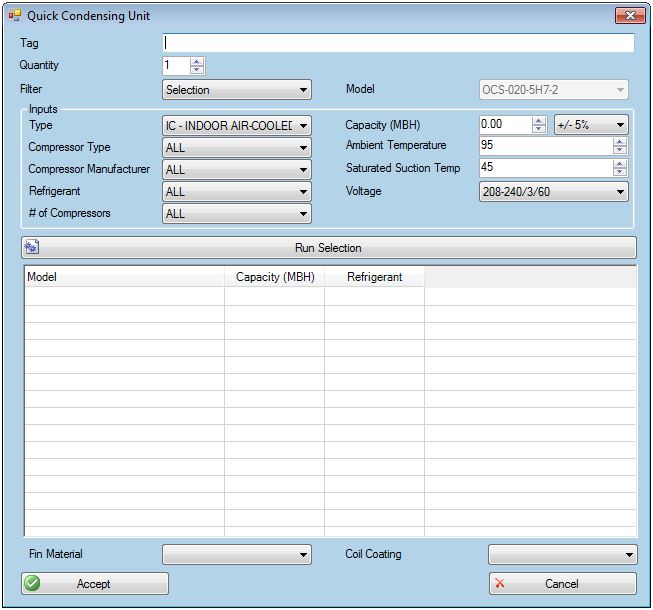 Quick Condensing Unit
Tag
Quantity 1
Filter Selection Model OCS-020-5H7-2
Inputs
Type IC - INDOOR AIR-COOLED Capacity (MBH) 0.00 +/- 5%
Compressor Type ALL Ambient Temperature 95
Compressor Manufacturer ALL Saturated Suction Temp 45
Refrigerant ALL Voltage 208-240/3/60
# of Compressors ALL
Run Selection
Model Capacity (MBH) Refrigerant
Fin Material Coil Coating
Accept Cancel